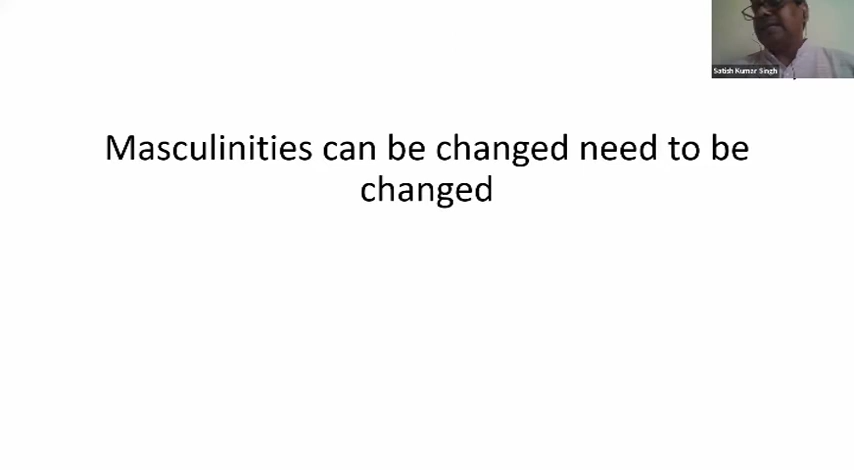 Satish Kumar Singh
Masculinities can be changed need to be
changed